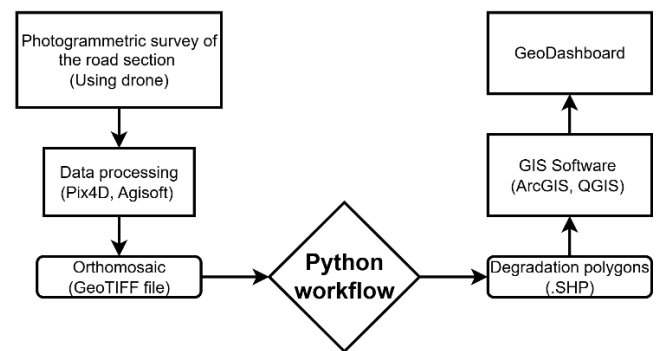 Photogrammetric survey of
the road section
(Using drone)
Data processing
(Pix4D, Agisoft)
Orthomosaic
(GeoTIFF file)
Python
workflow
Degradation polygons
(.SHP)
GIS Software
(ArcGIS, QGIS)
GeoDashboard